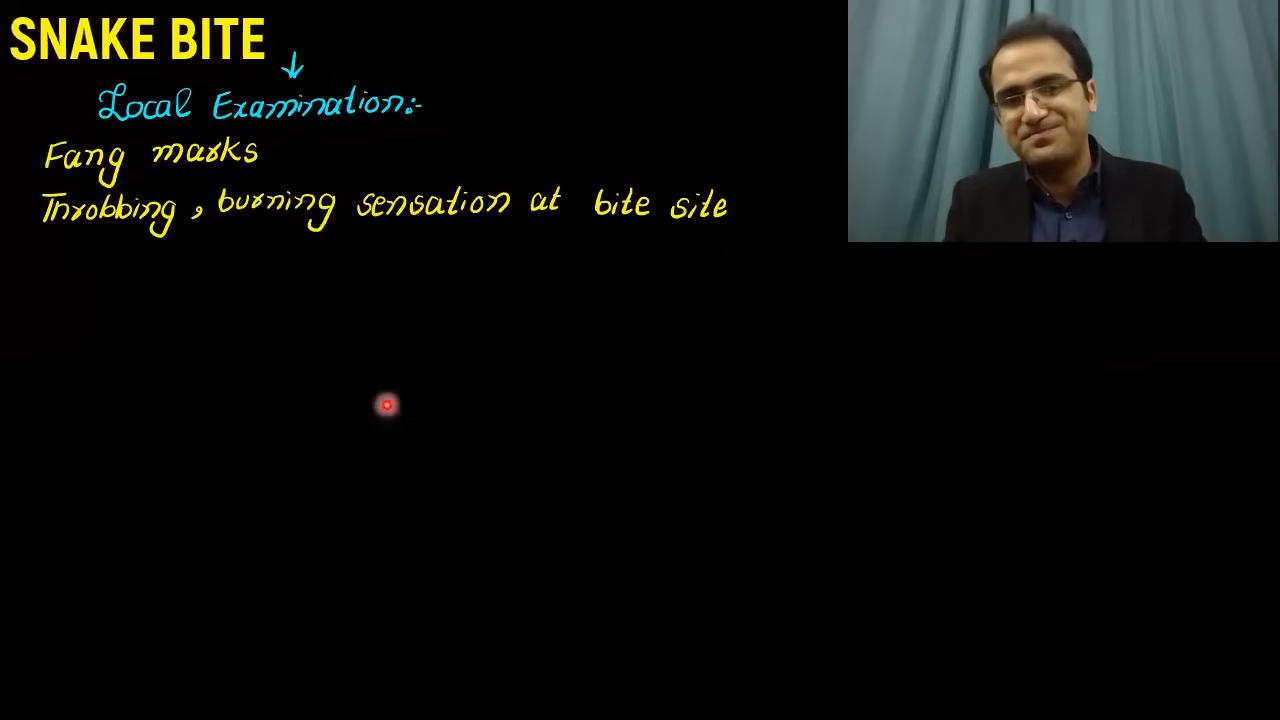 SNAKE BITE
Local Examination:-
Fang marks
Throbbing, burning sensation at bite site